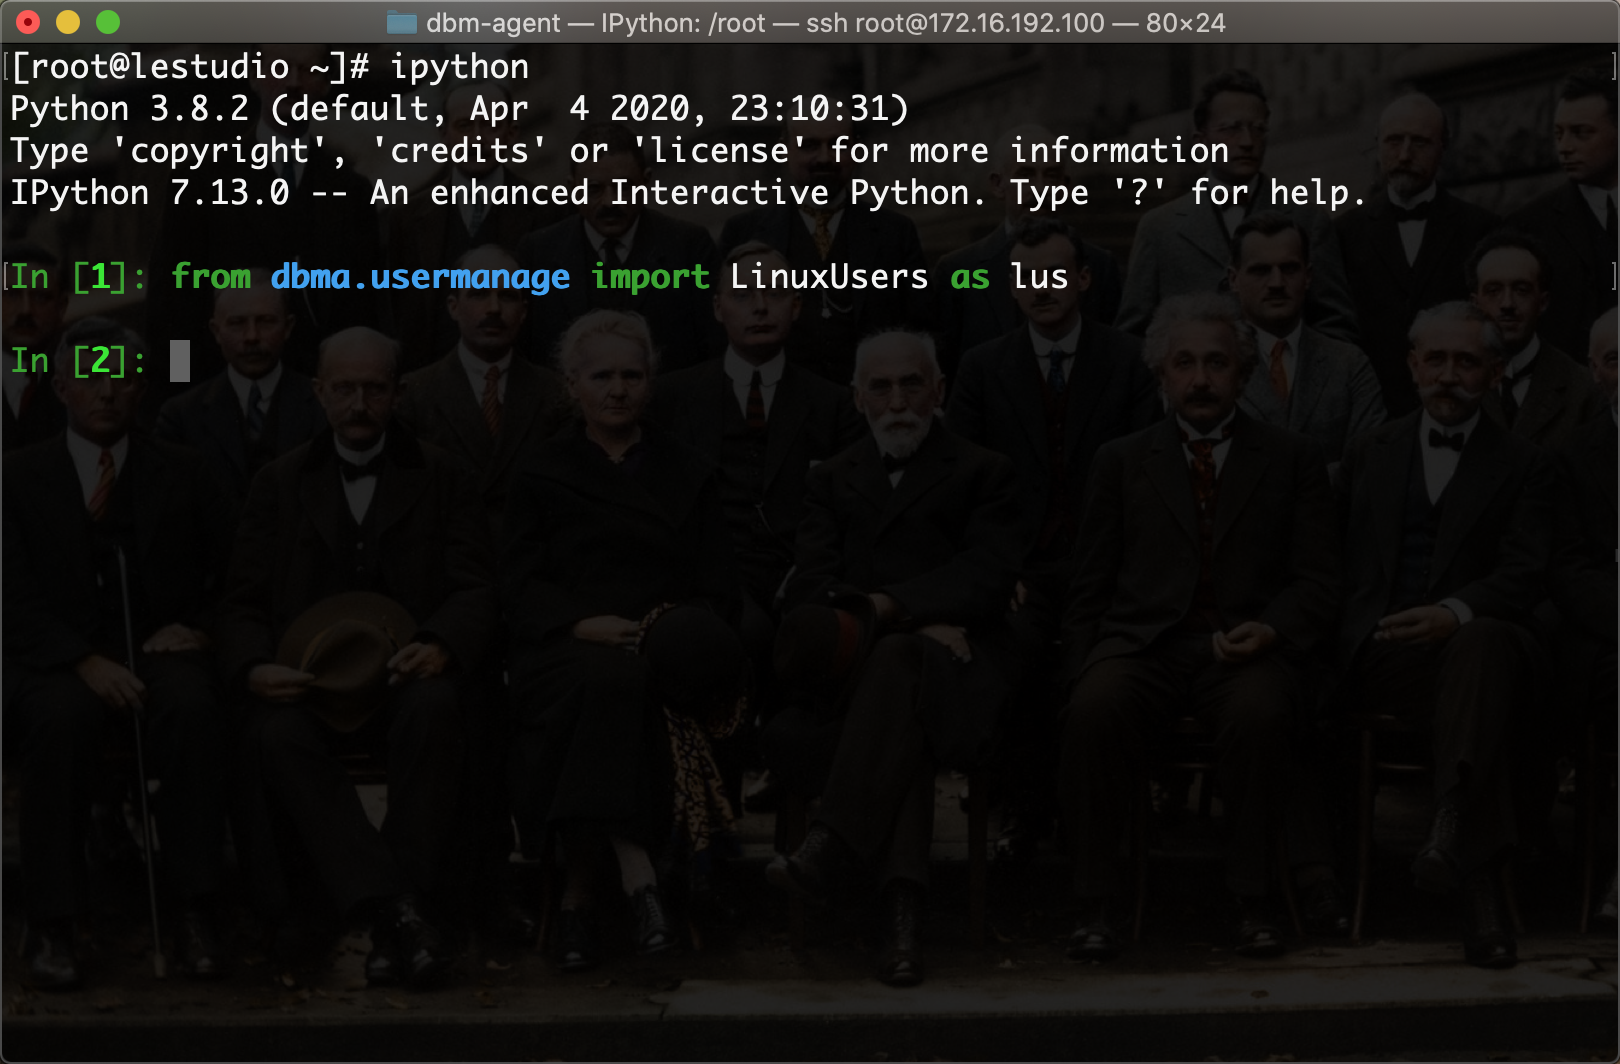 dbm-agent — IPython: /root — ssh root@172.16.192.100 — 80×24
[root@lestudio ~]# ipython
Python 3.8.2 (default, Apr  4 2020, 23:10:31)
Type 'copyright', 'credits' or 'license' for more information
IPython 7.13.0 -- An enhanced Interactive Python. Type '?' for help.
In [1]: from dbma.usermanage import LinuxUsers as lus
In [2]: